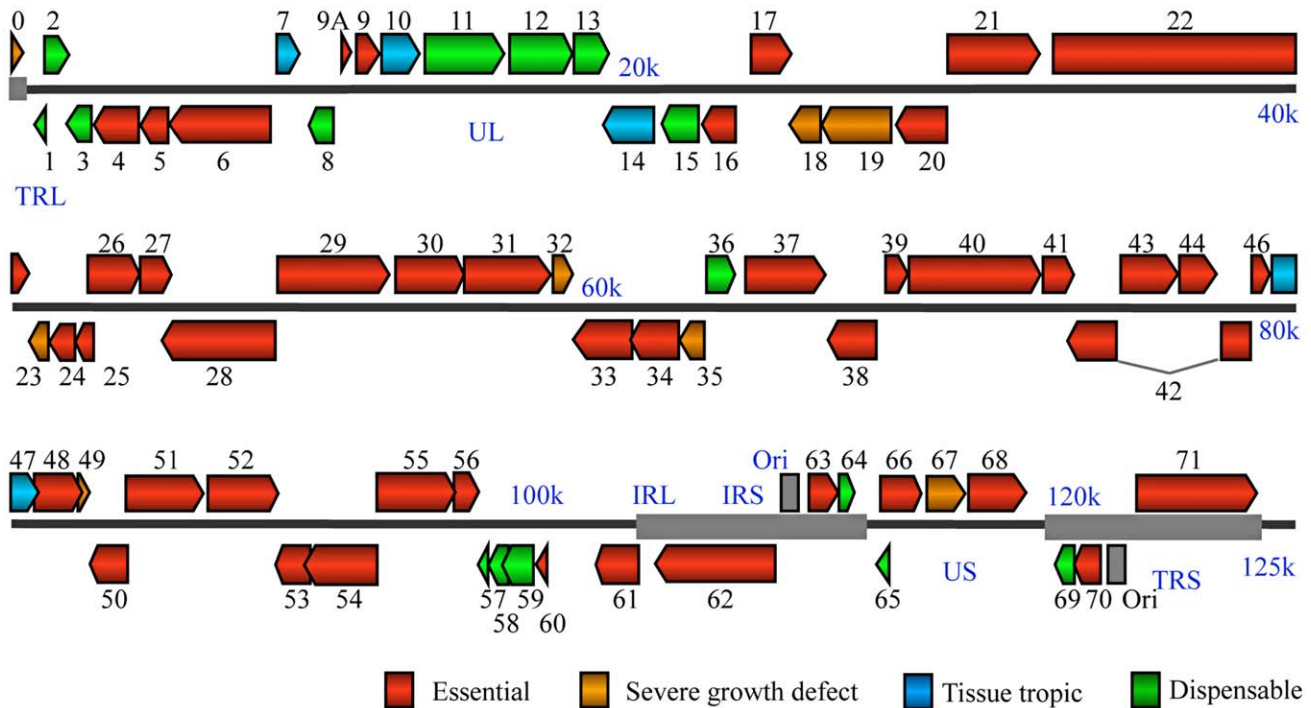 0 2 7 9A 9 10 11 12 13 17 21 22
20k
40k
1 3 4 5 6 8 UL 14 15 16 18 19 20
TRL
26 27 29 30 31 32 36 37 39 40 41 43 44 46
60k
80k
23 24 25 28 33 34 35 38 42
47 48 49 51 52 55 56 Ori 63 64 66 67 68 71
100k IRL IRS 120k
US TRS 125k
50 53 54 57 58 59 60 61 62 65 69 70 Ori
Essential Severe growth defect Tissue tropic Dispensable